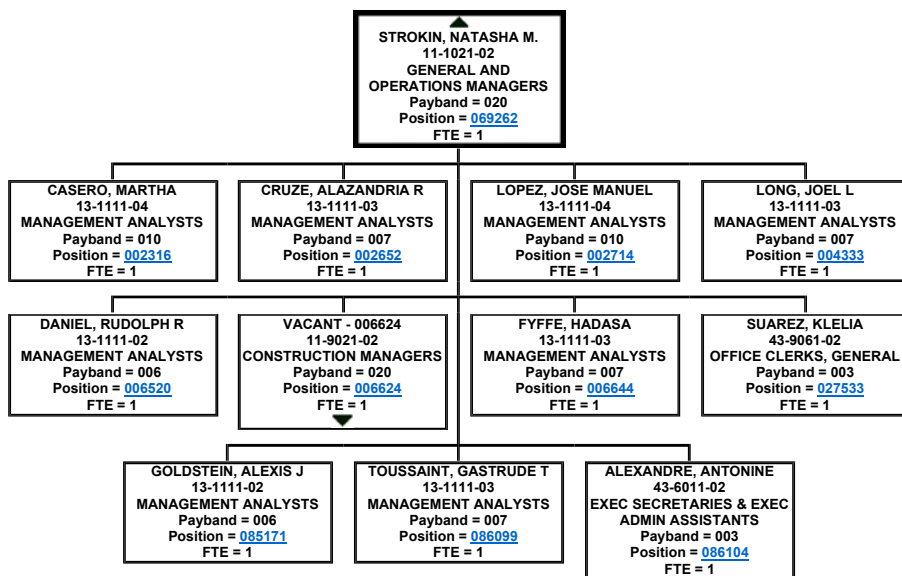 STROKIN, NATASHA M.
11-1021-02
GENERAL AND
OPERATIONS MANAGERS
Payband = 020
Position = 069262
FTE = 1
CASERO, MARTHA
13-1111-04
MANAGEMENT ANALYSTS
Payband = 010
Position = 002316
FTE = 1
CRUZE, ALAZANDRIA R
13-1111-03
MANAGEMENT ANALYSTS
Payband = 007
Position = 002652
FTE = 1
LOPEZ, JOSE MANUEL
13-1111-04
MANAGEMENT ANALYSTS
Payband = 010
Position = 002714
FTE = 1
LONG, JOEL L
13-1111-03
MANAGEMENT ANALYSTS
Payband = 007
Position = 004333
FTE = 1
DANIEL, RUDOLPH R
13-1111-02
MANAGEMENT ANALYSTS
Payband = 006
Position = 006520
FTE = 1
VACANT - 006624
11-9021-02
CONSTRUCTION MANAGERS
Payband = 020
Position = 006624
FTE = 1
FYFFE, HADASA
13-1111-03
MANAGEMENT ANALYSTS
Payband = 007
Position = 006644
FTE = 1
SUAREZ, KLELIA
43-9061-02
OFFICE CLERKS, GENERAL
Payband = 003
Position = 027533
FTE = 1
GOLDSTEIN, ALEXIS J
13-1111-02
MANAGEMENT ANALYSTS
Payband = 006
Position = 085171
FTE = 1
TOUSSAINT, GASTRUDE T
13-1111-03
MANAGEMENT ANALYSTS
Payband = 007
Position = 086099
FTE = 1
ALEXANDRE, ANTONINE
43-6011-02
EXEC SECRETARIES & EXEC
ADMIN ASSISTANTS
Payband = 003
Position = 086104
FTE = 1